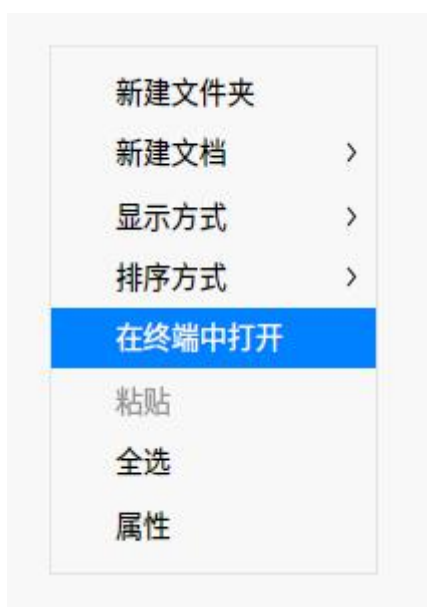 新建文件夹
新建文档
显示方式
排序方式
在终端中打开
粘贴
全选
属性